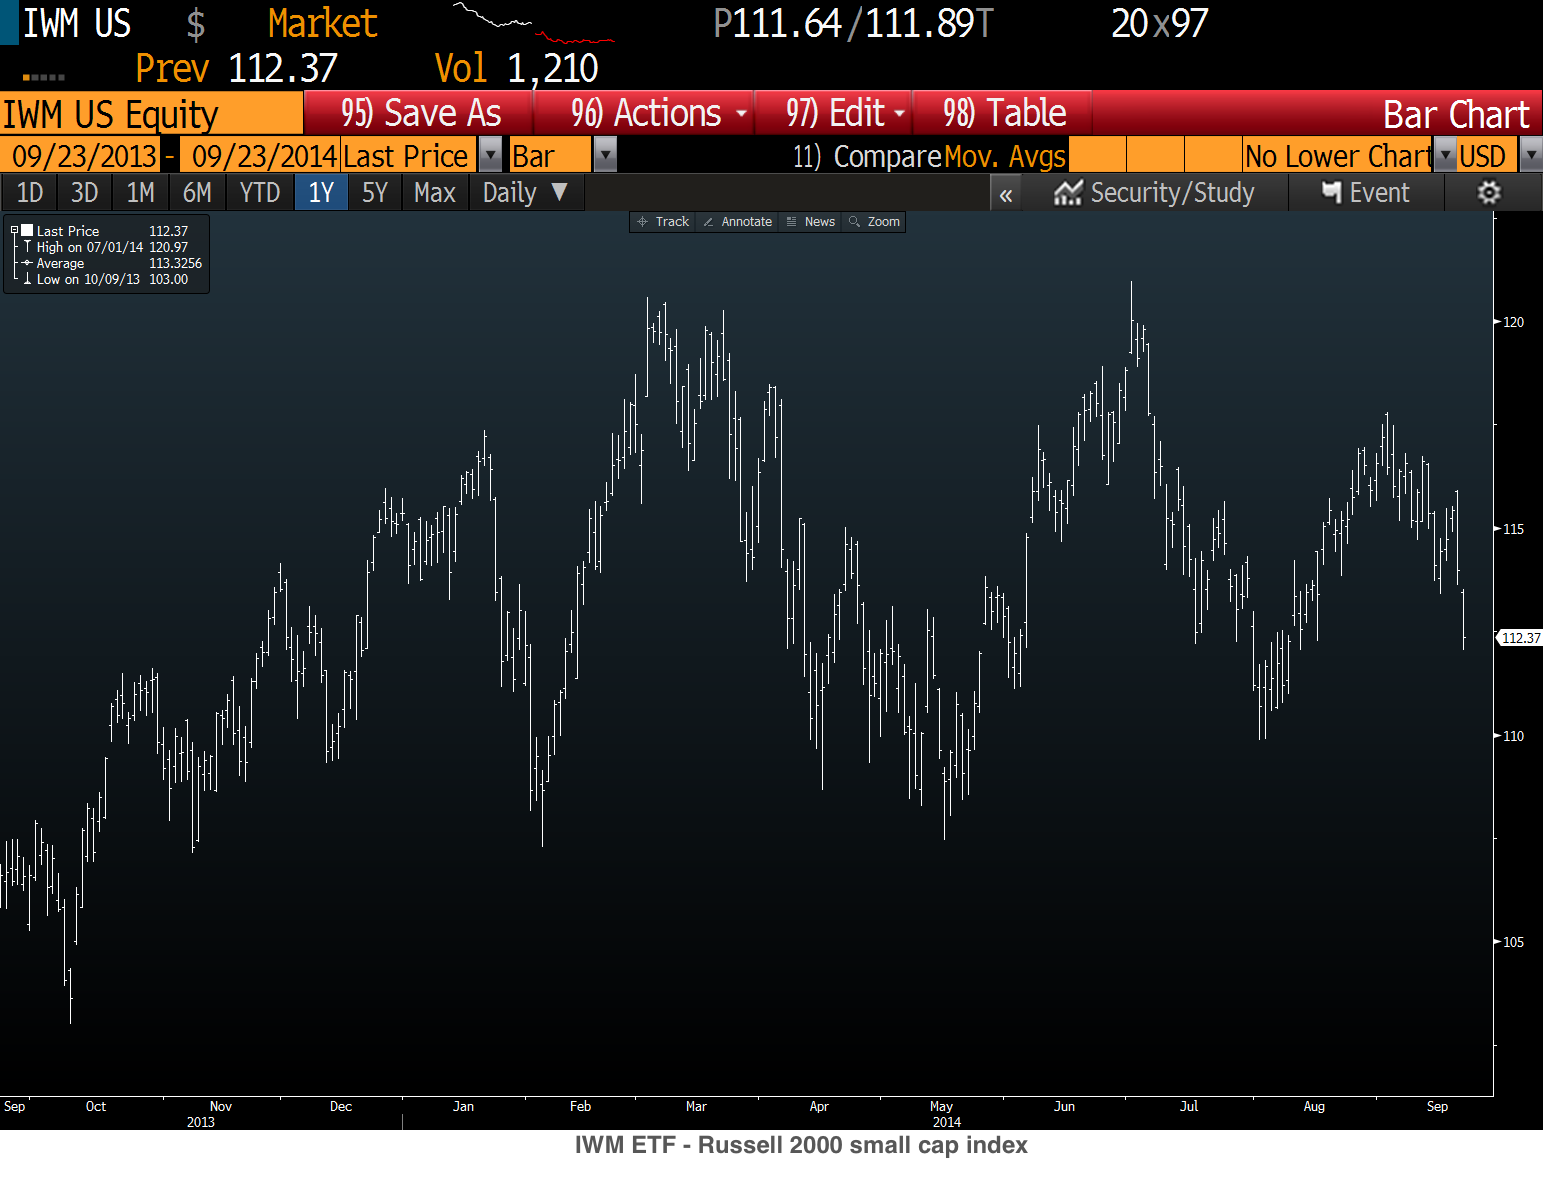 IWM US $ Market P111.64/111.89T 20x97
Prev 112.37 Vol 1,210
IWM US Equity 95) Save As 96) Actions 97) Edit 98) Table Bar Chart
09/23/2013 - 09/23/2014 Last Price Bar 11) Compare Mov. Avgs No Lower Chart USD
1D 3D 1M 6M YTD 1Y 5Y Max Daily ▼ « Security/Study Event
Track Annotate News Zoom
Last Price 112.37
High on 07/01/14 120.97
Average 113.3256
Low on 10/09/13 103.00
120
115
112.37
110
105
Sep Oct Nov Dec Jan Feb Mar Apr May Jun Jul Aug Sep
2013 2014
IWM ETF - Russell 2000 small cap index